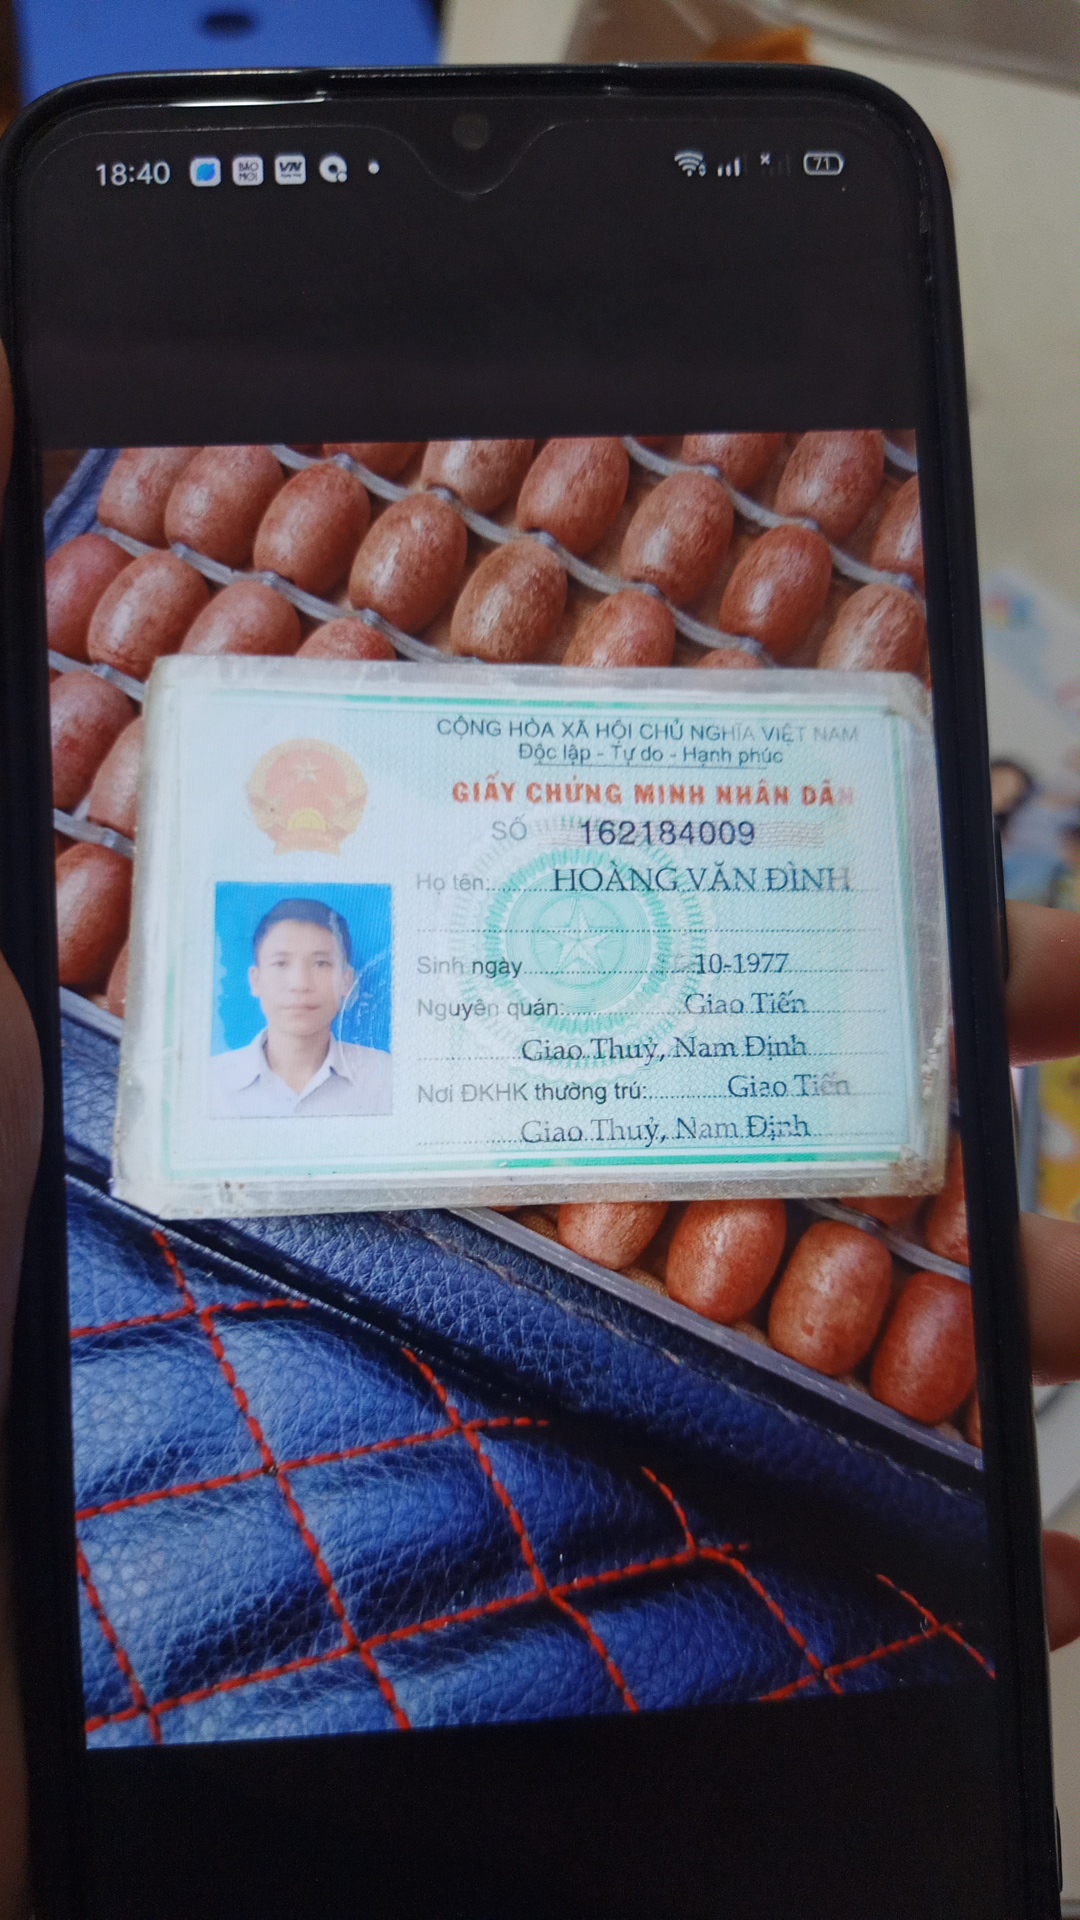 18:40
BÁO
MỚI
VN
71
CỘNG HÒA XÃ HỘI CHỦ NGHĨA VIỆT NAM
Độc lập - Tự do - Hạnh phúc
GIẤY CHỨNG MINH NHÂN DÂN
SỐ 162184009
Họ tên: HOÀNG VĂN ĐÌNH
Sinh ngày 10-1977
Nguyên quán: Giao Tiến
Giao Thuỷ, Nam Định
Nơi ĐKHK thường trú: Giao Tiến
Giao Thuỷ, Nam Định